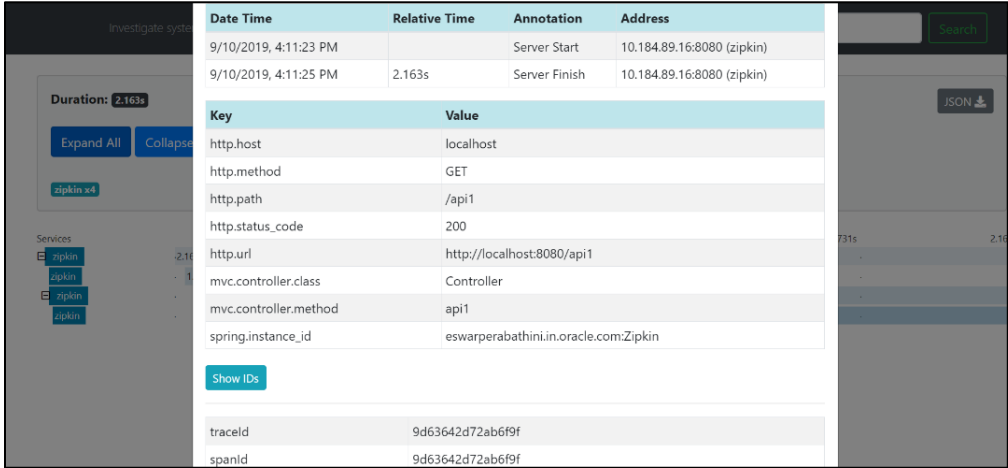 Investigate syste
Search
Date Time Relative Time Annotation Address
9/10/2019, 4:11:23 PM Server Start 10.184.89.16:8080 (zipkin)
9/10/2019, 4:11:25 PM 2.163s Server Finish 10.184.89.16:8080 (zipkin)
Duration: 2.163s
JSON
Expand All Collapse
zipkin x4
Key Value
http.host localhost
http.method GET
http.path /api1
http.status_code 200
http.url http://localhost:8080/api1
mvc.controller.class Controller
mvc.controller.method api1
spring.instance_id eswarperabathini.in.oracle.com:Zipkin
Services 731s 2.16
zipkin
zipkin
zipkin
zipkin
Show IDs
traceId 9d63642d72ab6f9f
spanId 9d63642d72ab6f9f